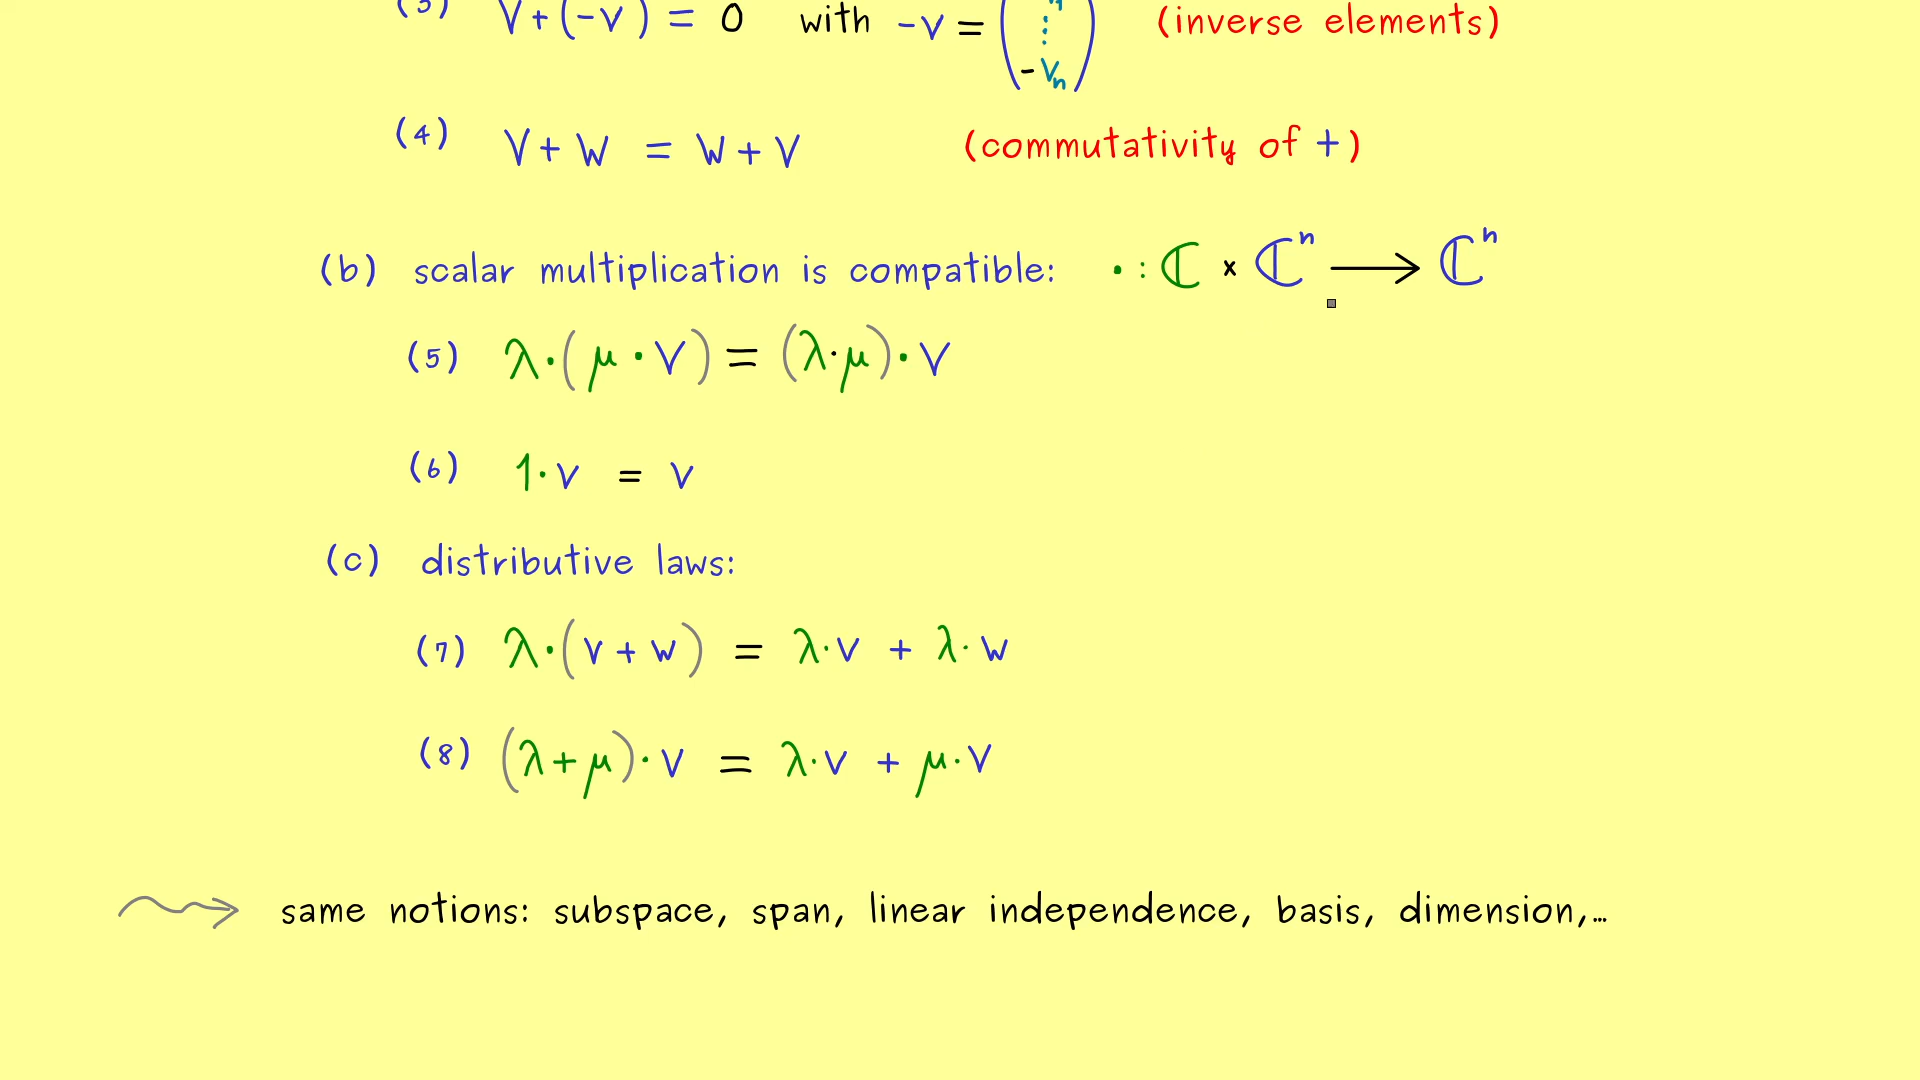 (3) v + (-v) = 0 with -v = ( ⋮ -vₙ ) (inverse elements)
(4) v + w = w + v (commutativity of +)
(b) scalar multiplication is compatible: · : ℂ × ℂⁿ ⟶ ℂⁿ
(5) λ·(μ·v) = (λ·μ)·v
(6) 1·v = v
(c) distributive laws:
(7) λ·(v + w) = λ·v + λ·w
(8) (λ+μ)·v = λ·v + μ·v
⇝ same notions: subspace, span, linear independence, basis, dimension,...